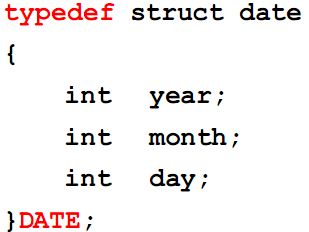 typedef struct date
{
    int  year;
    int  month;
    int  day;
}DATE;